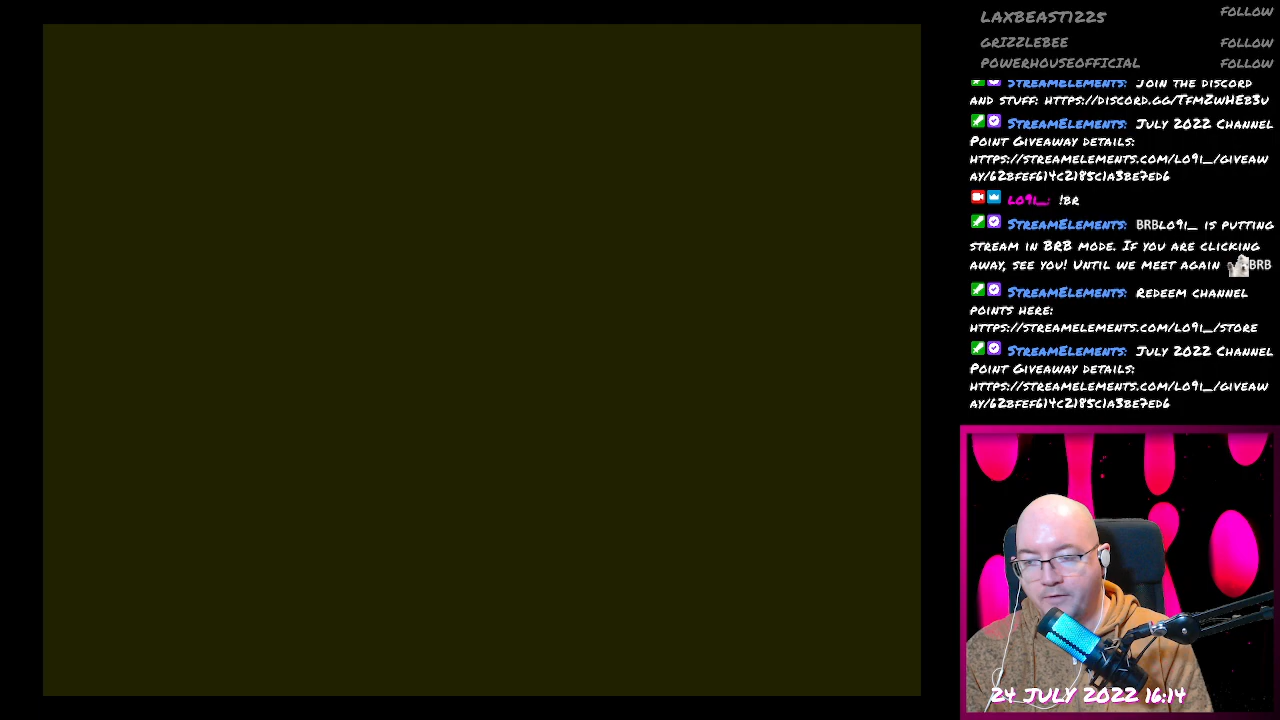 LAXBEAST1225 FOLLOW
GRIZZLEBEE FOLLOW
POWERHOUSEOFFICIAL FOLLOW
STREAMELEMENTS: JOIN THE DISCORD
AND STUFF: HTTPS://DISCORD.GG/TFMZWHEB3U
STREAMELEMENTS: JULY 2022 CHANNEL
POINT GIVEAWAY DETAILS:
HTTPS://STREAMELEMENTS.COM/LO9I_/GIVEAW
AY/62BFEF614C2185C1A3BE7ED6
LO9I_: !BR
STREAMELEMENTS: BRB LO9I_ IS PUTTING
STREAM IN BRB MODE. IF YOU ARE CLICKING
AWAY, SEE YOU! UNTIL WE MEET AGAIN BRB
STREAMELEMENTS: REDEEM CHANNEL
POINTS HERE:
HTTPS://STREAMELEMENTS.COM/LO9I_/STORE
STREAMELEMENTS: JULY 2022 CHANNEL
POINT GIVEAWAY DETAILS:
HTTPS://STREAMELEMENTS.COM/LO9I_/GIVEAW
AY/62BFEF614C2185C1A3BE7ED6
24 JULY 2022 16:14